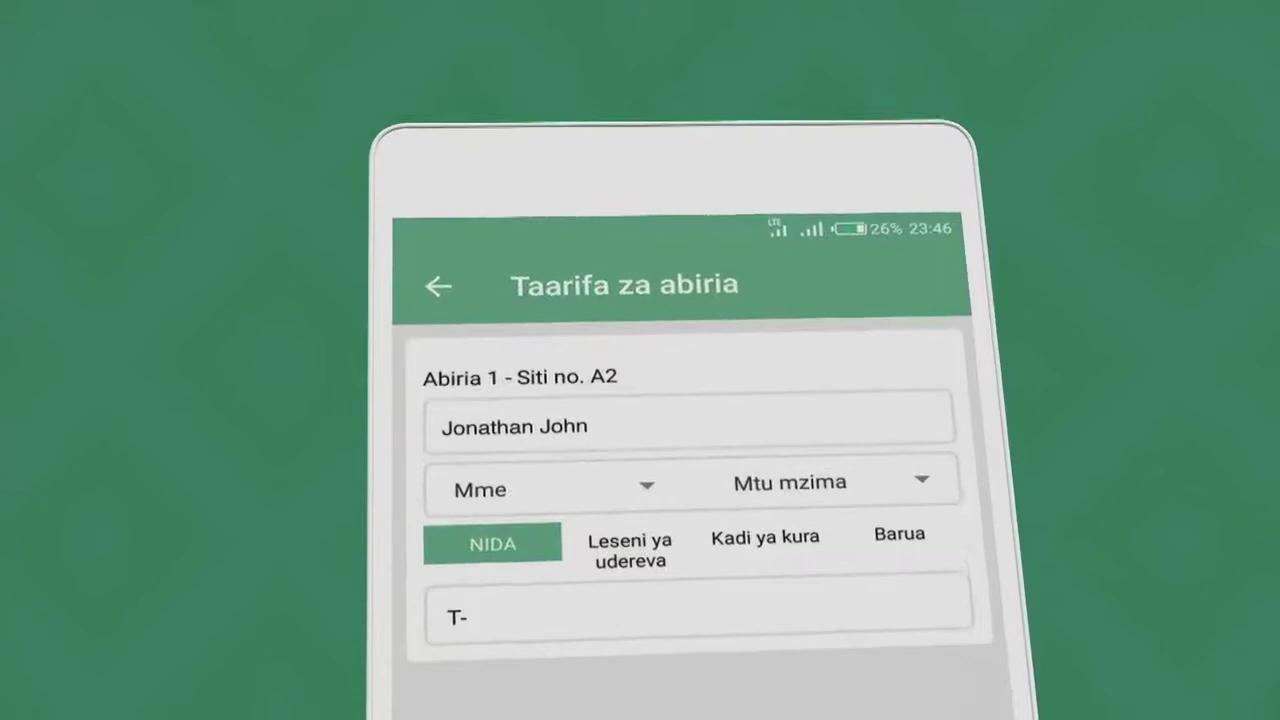 LTE
26% 23:46
Taarifa za abiria
Abiria 1 - Siti no. A2
Jonathan John
Mme Mtu mzima
NIDA Leseni ya udereva Kadi ya kura Barua
T-